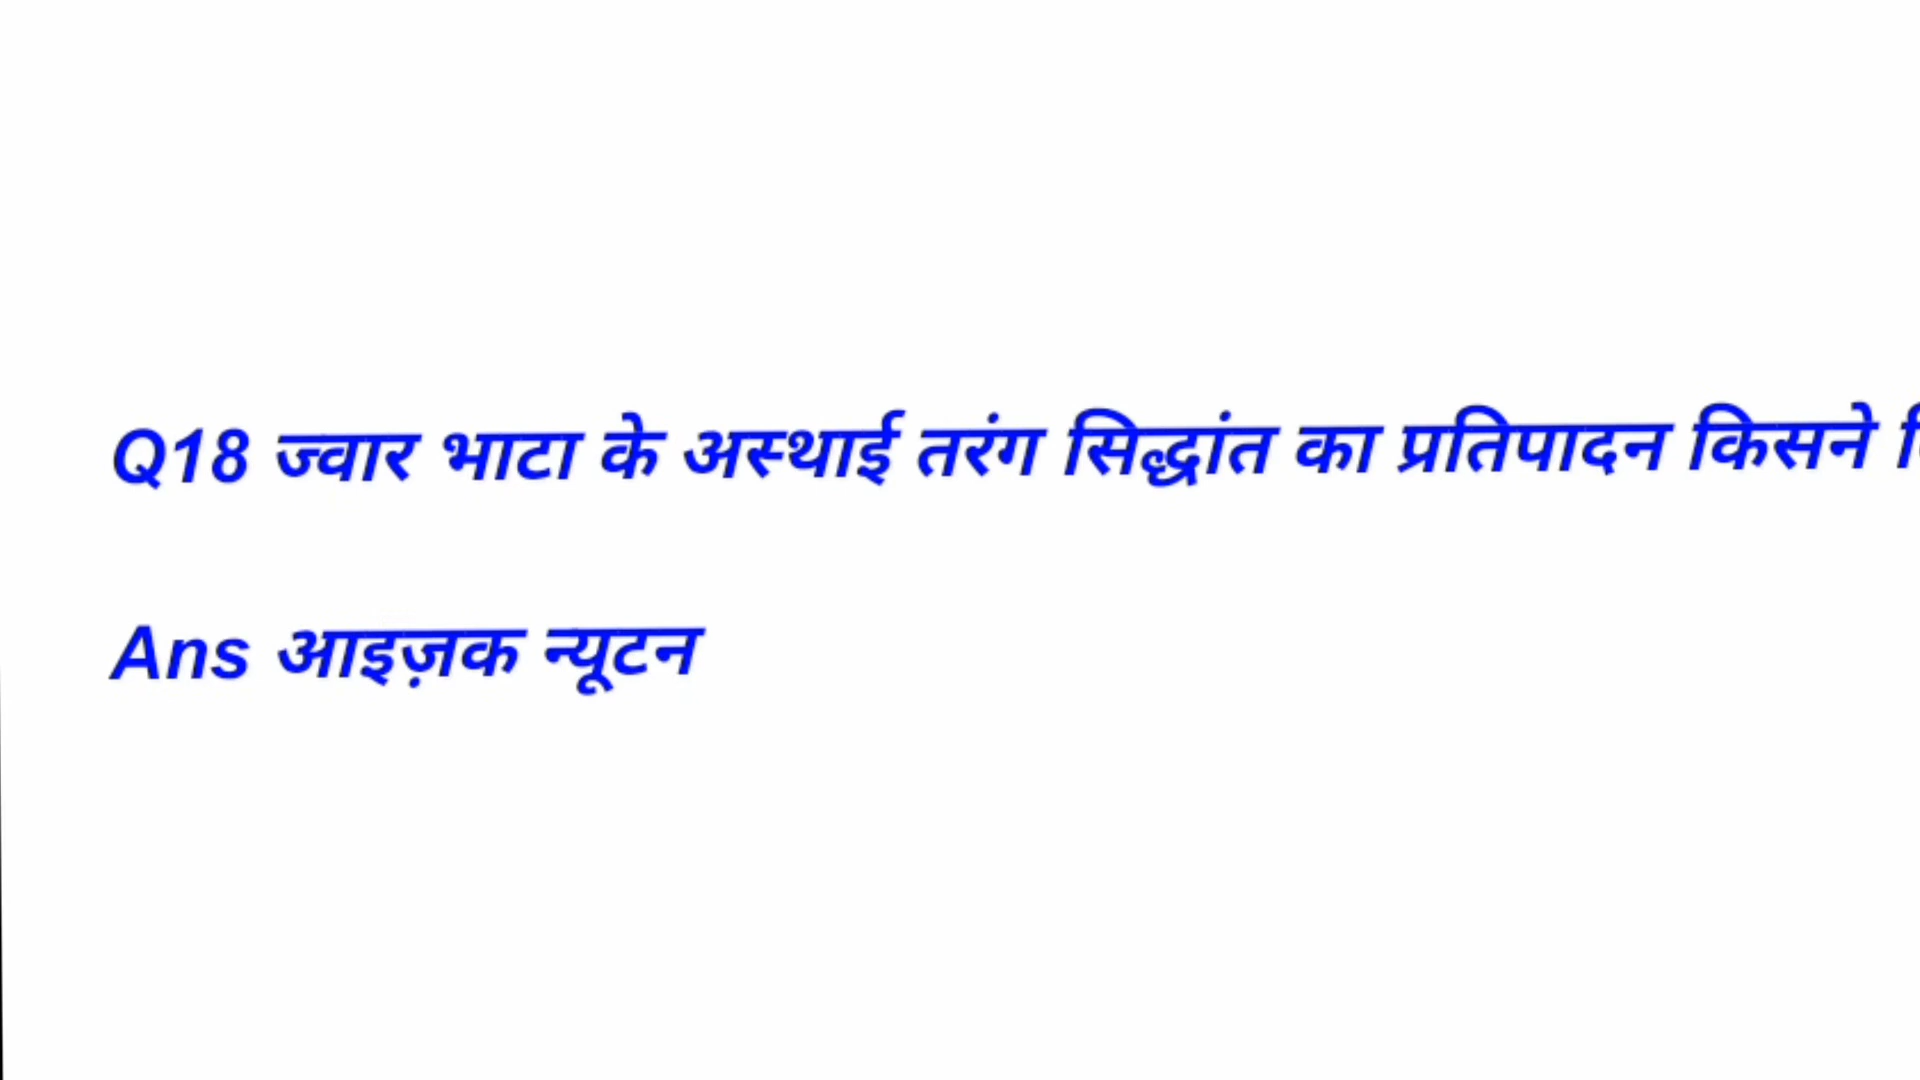 Q18 ज्वार भाटा के अस्थाई तरंग सिद्धांत का प्रतिपादन किसने
Ans आइज़क न्यूटन